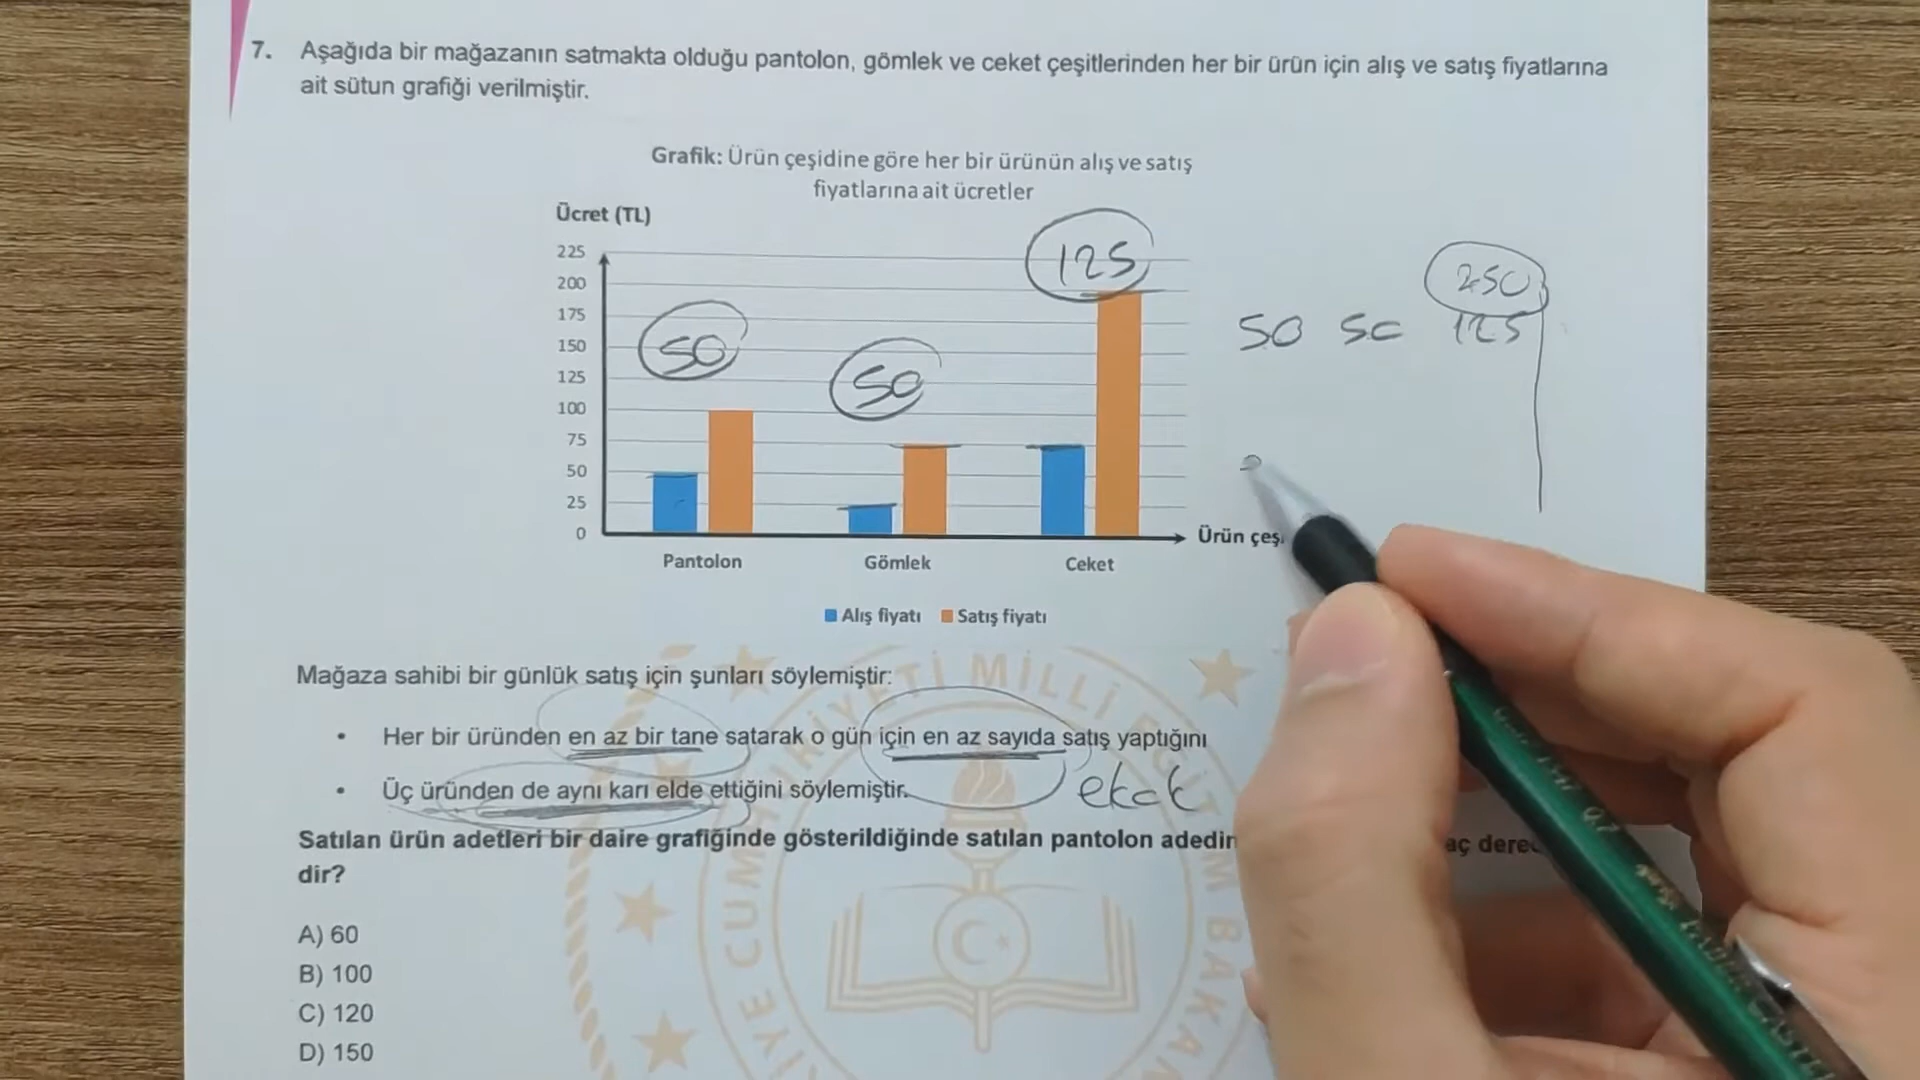 7. Aşağıda bir mağazanın satmakta olduğu pantolon, gömlek ve ceket çeşitlerinden her bir ürün için alış ve satış fiyatlarına
ait sütun grafiği verilmiştir.
Grafik: Ürün çeşidine göre her bir ürünün alış ve satış
fiyatlarına ait ücretler
Ücret (TL)
225
200
175
150
125
100
75
50
25
0
50
50
125
250
50 50 125
Pantolon Gömlek Ceket
Ürün çeş
Alış fiyatı Satış fiyatı
Mağaza sahibi bir günlük satış için şunları söylemiştir:
• Her bir üründen en az bir tane satarak o gün için en az sayıda satış yaptığını
• Üç üründen de aynı karı elde ettiğini söylemiştir.
ekok
Satılan ürün adetleri bir daire grafiğinde gösterildiğinde satılan pantolon adedin
dir?
A) 60
B) 100
C) 120
D) 150